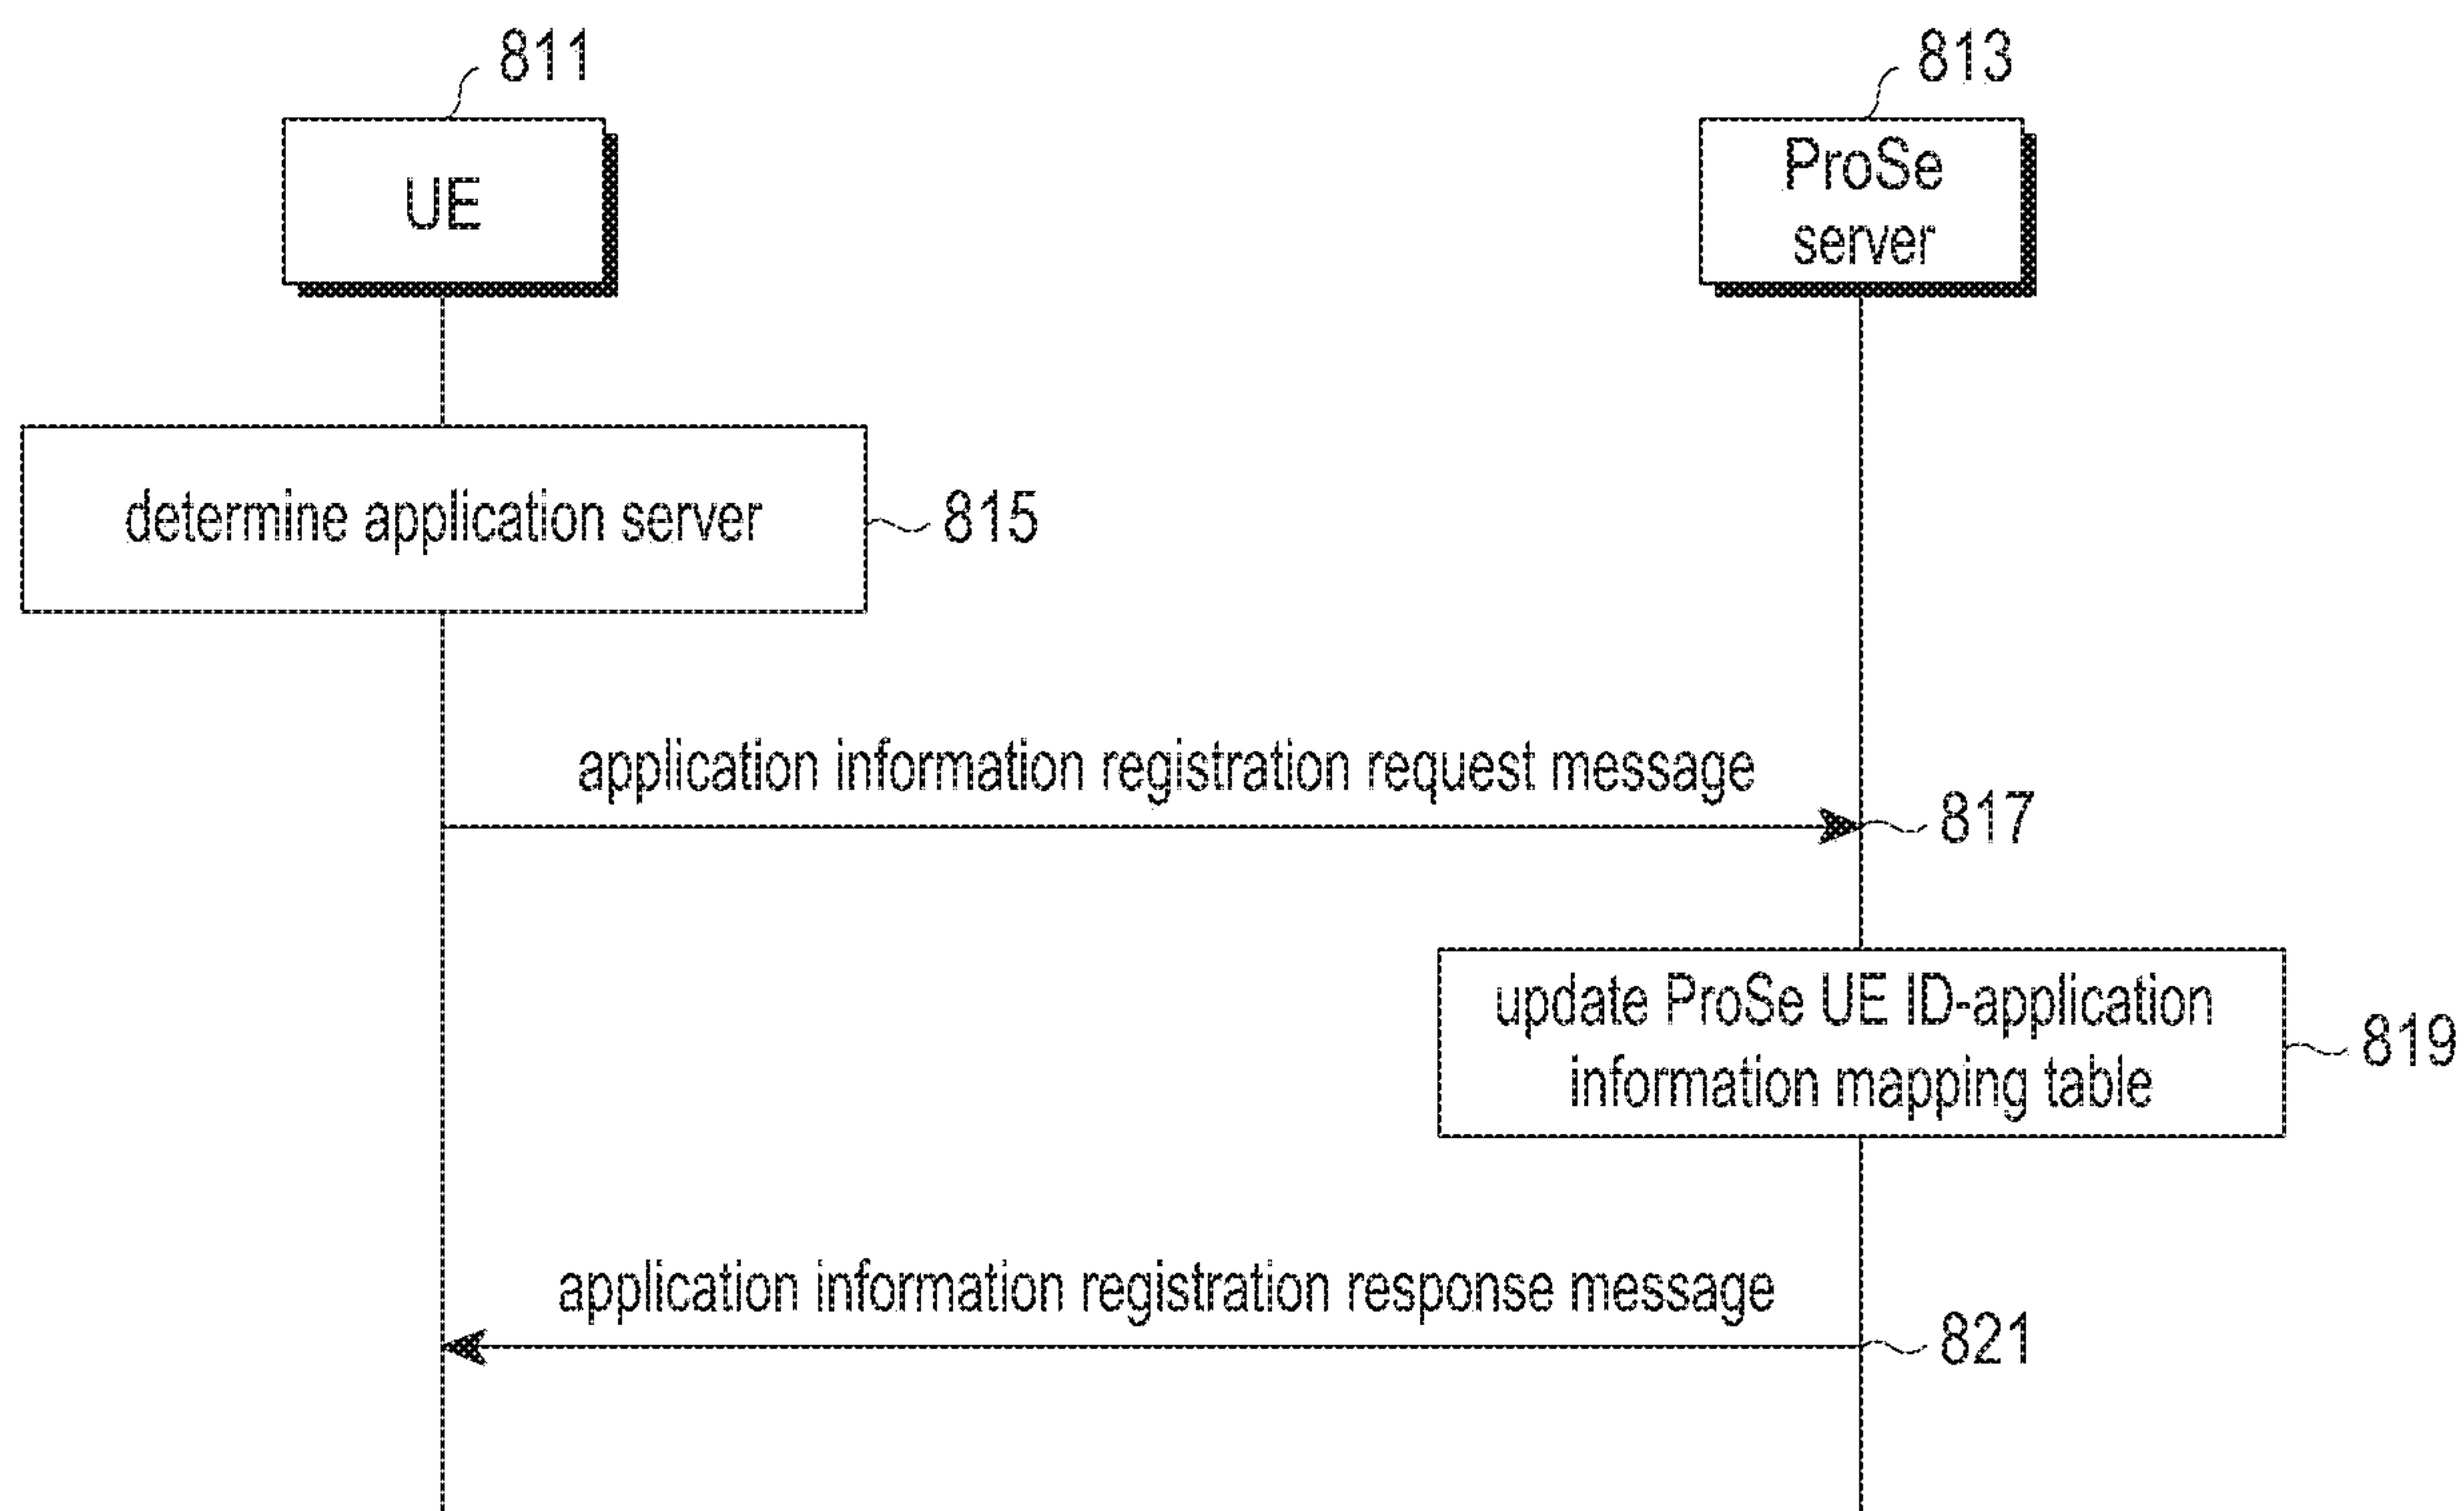 811
813
UE
ProSe
server
determine application server
815
application information registration request message
817
update ProSe UE ID-application
information mapping table
819
application information registration response message
821